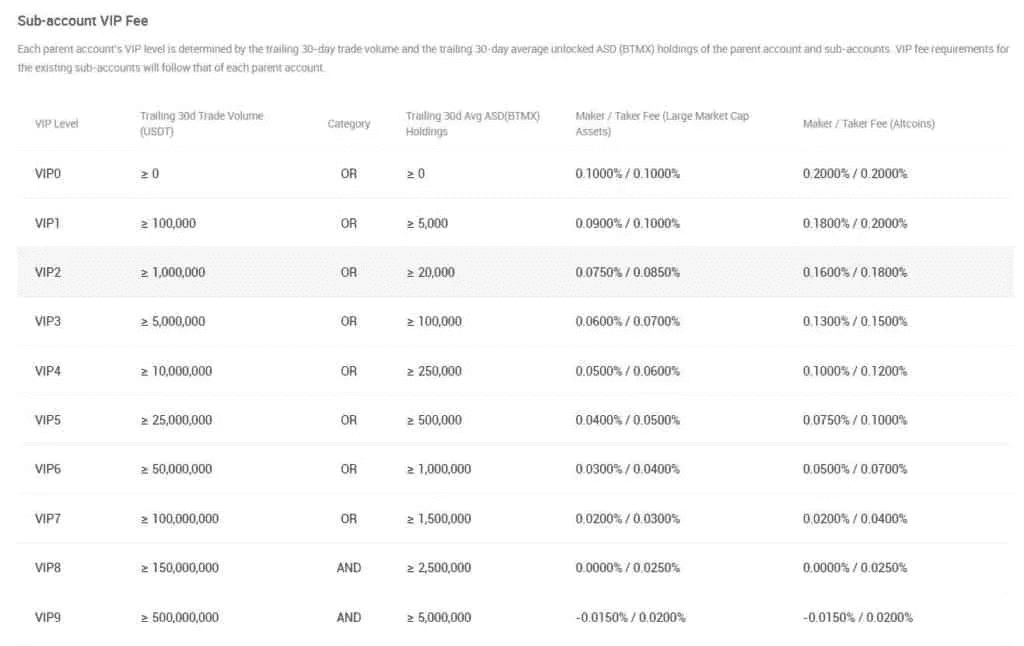 Sub-account VIP Fee
Each parent account's VIP level is determined by the trailing 30-day trade volume and the trailing 30-day average unlocked ASD (BTMX) holdings of the parent account and sub-accounts. VIP fee requirements for
the existing sub-accounts will follow that of each parent account.
VIP Level Trailing 30d Trade Volume Category Trailing 30d Avg ASD(BTMX) Maker / Taker Fee (Large Market Cap Maker / Taker Fee (Altcoins)
(USDT) Holdings Assets)
VIP0 ≥ 0 OR ≥ 0 0.1000% / 0.1000% 0.2000% / 0.2000%
VIP1 ≥ 100,000 OR ≥ 5,000 0.0900% / 0.1000% 0.1800% / 0.2000%
VIP2 ≥ 1,000,000 OR ≥ 20,000 0.0750% / 0.0850% 0.1600% / 0.1800%
VIP3 ≥ 5,000,000 OR ≥ 100,000 0.0600% / 0.0700% 0.1300% / 0.1500%
VIP4 ≥ 10,000,000 OR ≥ 250,000 0.0500% / 0.0600% 0.1000% / 0.1200%
VIP5 ≥ 25,000,000 OR ≥ 500,000 0.0400% / 0.0500% 0.0750% / 0.1000%
VIP6 ≥ 50,000,000 OR ≥ 1,000,000 0.0300% / 0.0400% 0.0500% / 0.0700%
VIP7 ≥ 100,000,000 OR ≥ 1,500,000 0.0200% / 0.0300% 0.0200% / 0.0400%
VIP8 ≥ 150,000,000 AND ≥ 2,500,000 0.0000% / 0.0250% 0.0000% / 0.0250%
VIP9 ≥ 500,000,000 AND ≥ 5,000,000 -0.0150% / 0.0200% -0.0150% / 0.0200%